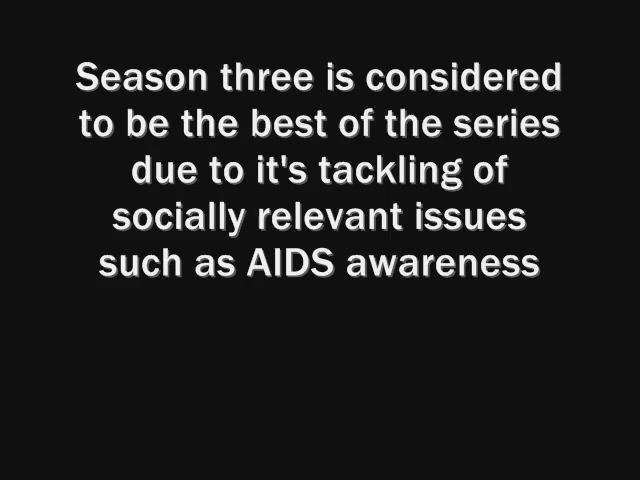 Season three is considered
to be the best of the series
due to it's tackling of
socially relevant issues
such as AIDS awareness